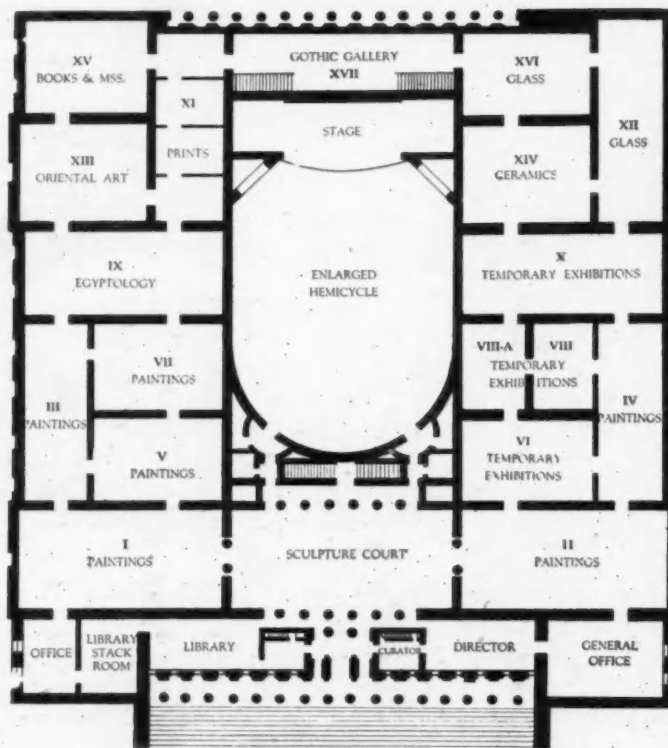 XV
BOOKS & MSS.
XI
PRINTS
GOTHIC GALLERY
XVII
STAGE
XVI
GLASS
XII
GLASS
XIII
ORIENTAL ART
XIV
CERAMICS
IX
EGYPTOLOGY
ENLARGED
HEMICYCLE
X
TEMPORARY EXHIBITIONS
VII
PAINTINGS
III
PAINTINGS
V
PAINTINGS
VIII-A
VIII
TEMPORARY
EXHIBITIONS
IV
PAINTINGS
VI
TEMPORARY
EXHIBITIONS
I
PAINTINGS
SCULPTURE COURT
II
PAINTINGS
OFFICE
LIBRARY
STACK
ROOM
LIBRARY
CURATOR
DIRECTOR
GENERAL
OFFICE